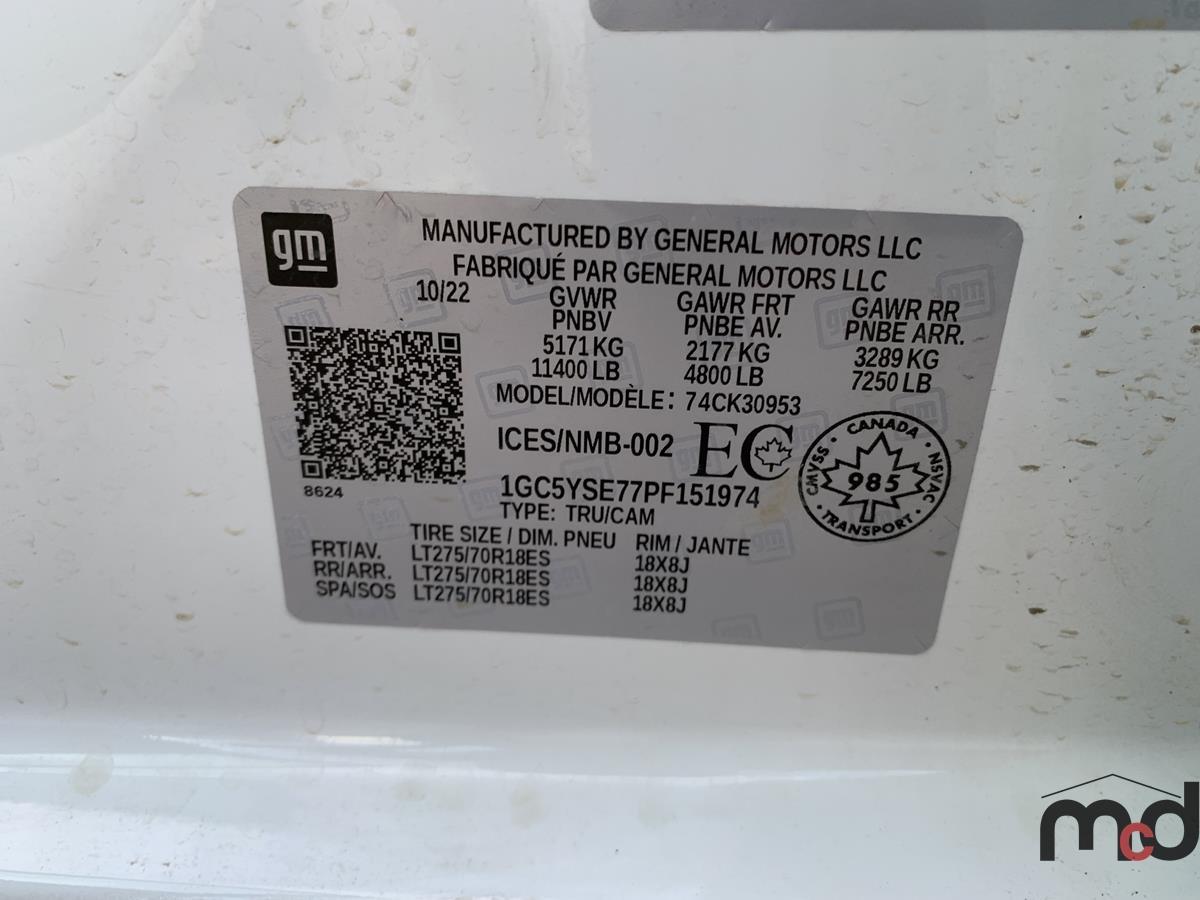 gm
MANUFACTURED BY GENERAL MOTORS LLC
FABRIQUÉ PAR GENERAL MOTORS LLC
10/22 GVWR GAWR FRT GAWR RR
PNBV PNBE AV. PNBE ARR.
5171 KG 2177 KG 3289 KG
11400 LB 4800 LB 7250 LB
MODEL/MODÈLE: 74CK30953
ICES/NMB-002 EC
CANADA
CMVSS 985 NSVAC
TRANSPORT
8624
1GC5YSE77PF151974
TYPE: TRU/CAM
TIRE SIZE / DIM. PNEU RIM / JANTE
FRT/AV. LT275/70R18ES 18X8J
RR/ARR. LT275/70R18ES 18X8J
SPA/SOS LT275/70R18ES 18X8J
mcd